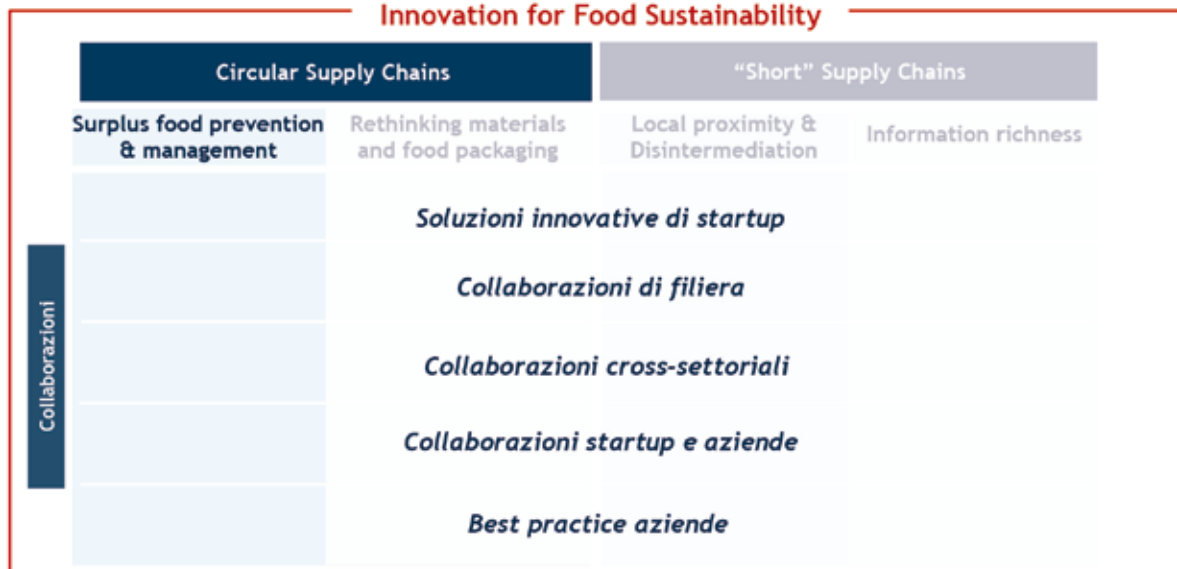 Innovation for Food Sustainability
Circular Supply Chains
“Short” Supply Chains
Surplus food prevention
& management
Rethinking materials
and food packaging
Local proximity &
Disintermediation
Information richness
Collaborazioni
Soluzioni innovative di startup
Collaborazioni di filiera
Collaborazioni cross-settoriali
Collaborazioni startup e aziende
Best practice aziende